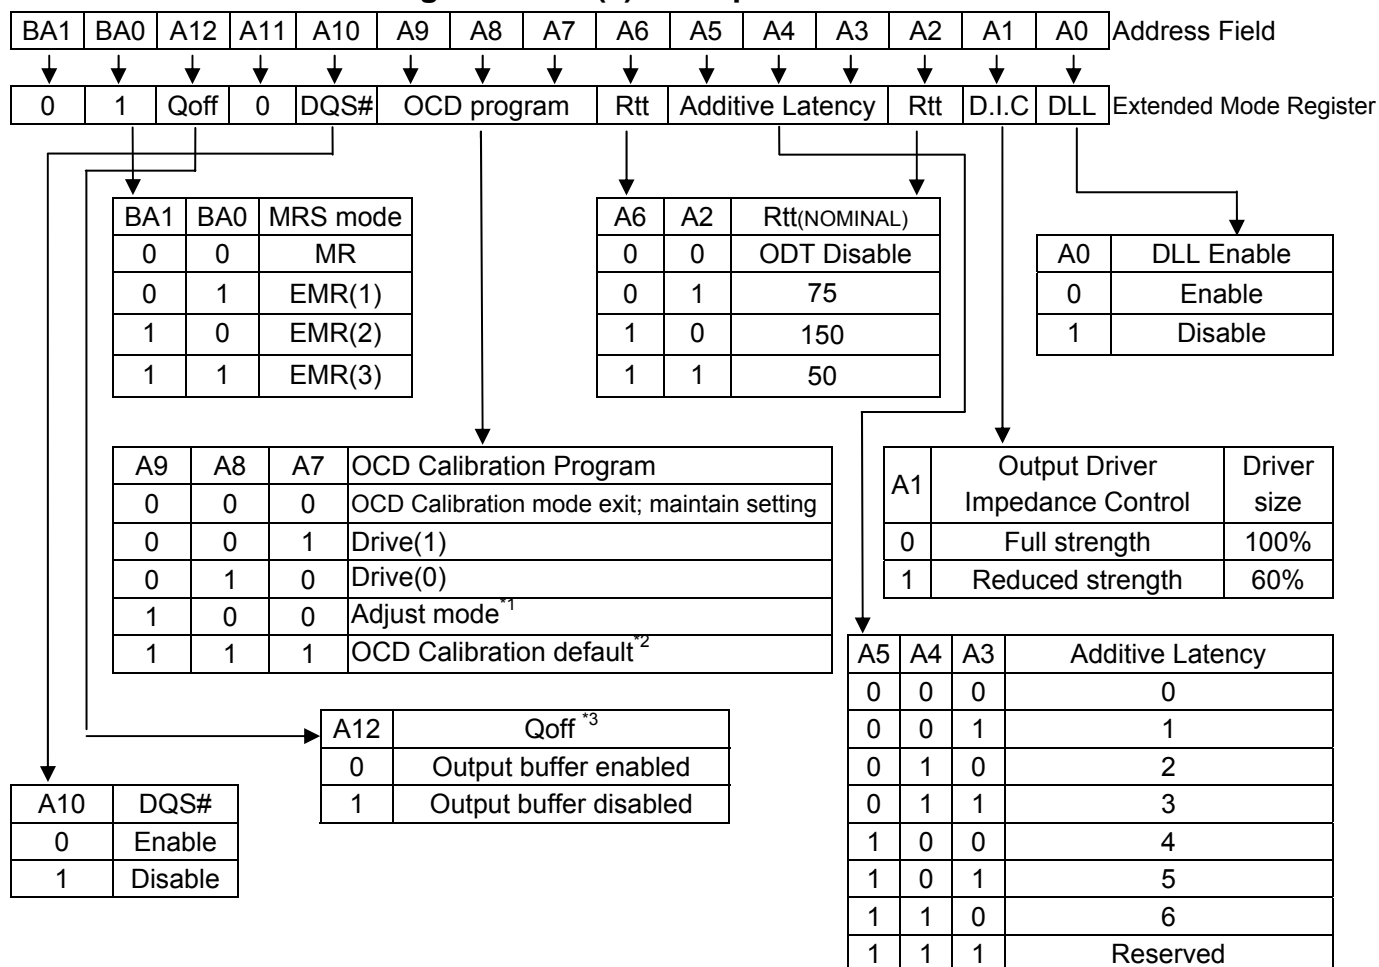 BA1 BA0 A12 A11 A10 A9 A8 A7 A6 A5 A4 A3 A2 A1 A0 Address Field
0 1 Qoff 0 DQS# OCD program Rtt Additive Latency Rtt D.I.C DLL Extended Mode Register
BA1 BA0 MRS mode
0 0 MR
0 1 EMR(1)
1 0 EMR(2)
1 1 EMR(3)
A6 A2 Rtt(NOMINAL)
0 0 ODT Disable
0 1 75
1 0 150
1 1 50
A0 DLL Enable
0 Enable
1 Disable
A9 A8 A7 OCD Calibration Program
0 0 0 OCD Calibration mode exit; maintain setting
0 0 1 Drive(1)
0 1 0 Drive(0)
1 0 0 Adjust mode*1
1 1 1 OCD Calibration default*2
A1 Output Driver Impedance Control Driver size
0 Full strength 100%
1 Reduced strength 60%
A12 Qoff *3
0 Output buffer enabled
1 Output buffer disabled
A10 DQS#
0 Enable
1 Disable
A5 A4 A3 Additive Latency
0 0 0 0
0 0 1 1
0 1 0 2
0 1 1 3
1 0 0 4
1 0 1 5
1 1 0 6
1 1 1 Reserved